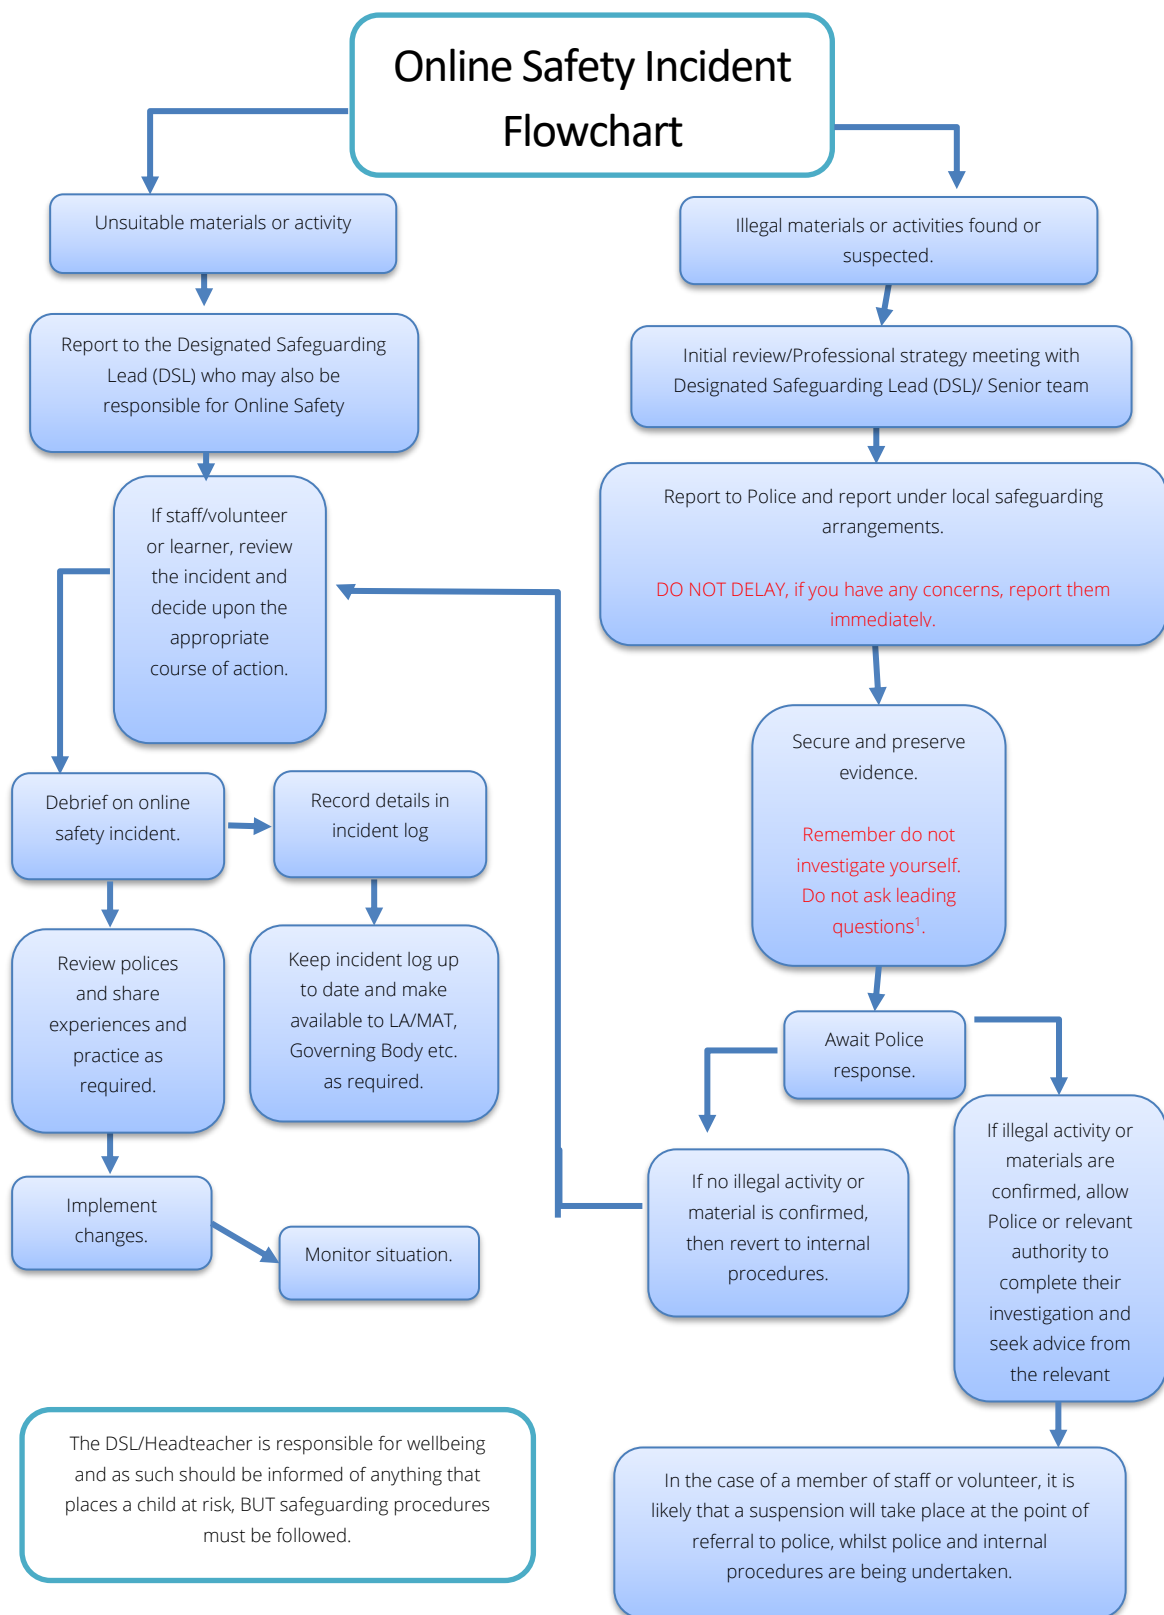 Online Safety Incident
Flowchart
Unsuitable materials or activity
Report to the Designated Safeguarding
Lead (DSL) who may also be
responsible for Online Safety
If staff/volunteer
or learner, review
the incident and
decide upon the
appropriate
course of action.
Debrief on online
safety incident.
Record details in
incident log
Review polices
and share
experiences and
practice as
required.
Keep incident log up
to date and make
available to LA/MAT,
Governing Body etc.
as required.
Implement
changes.
Monitor situation.
Illegal materials or activities found or
suspected.
Initial review/Professional strategy meeting with
Designated Safeguarding Lead (DSL)/ Senior team
Report to Police and report under local safeguarding
arrangements.
DO NOT DELAY, if you have any concerns, report them
immediately.
Secure and preserve
evidence.
Remember do not
investigate yourself.
Do not ask leading
questions¹.
Await Police
response.
If no illegal activity or
material is confirmed,
then revert to internal
procedures.
If illegal activity or
materials are
confirmed, allow
Police or relevant
authority to
complete their
investigation and
seek advice from
the relevant
In the case of a member of staff or volunteer, it is
likely that a suspension will take place at the point of
referral to police, whilst police and internal
procedures are being undertaken.
The DSL/Headteacher is responsible for wellbeing
and as such should be informed of anything that
places a child at risk, BUT safeguarding procedures
must be followed.